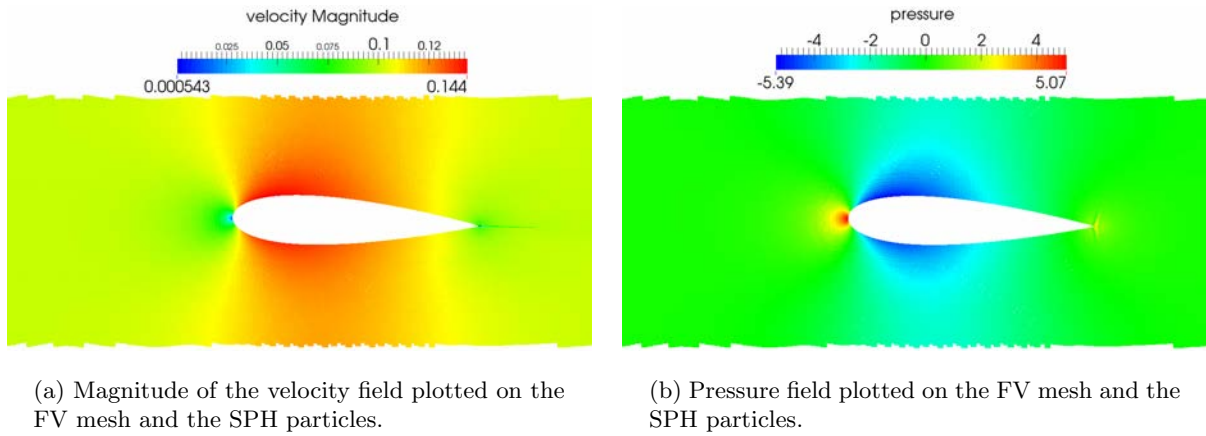 velocity Magnitude
0.025 0.05 0.075 0.1 0.12
0.000543 0.144
pressure
-4 -2 0 2 4
-5.39 5.07
(a) Magnitude of the velocity field plotted on the
FV mesh and the SPH particles.
(b) Pressure field plotted on the FV mesh and the
SPH particles.